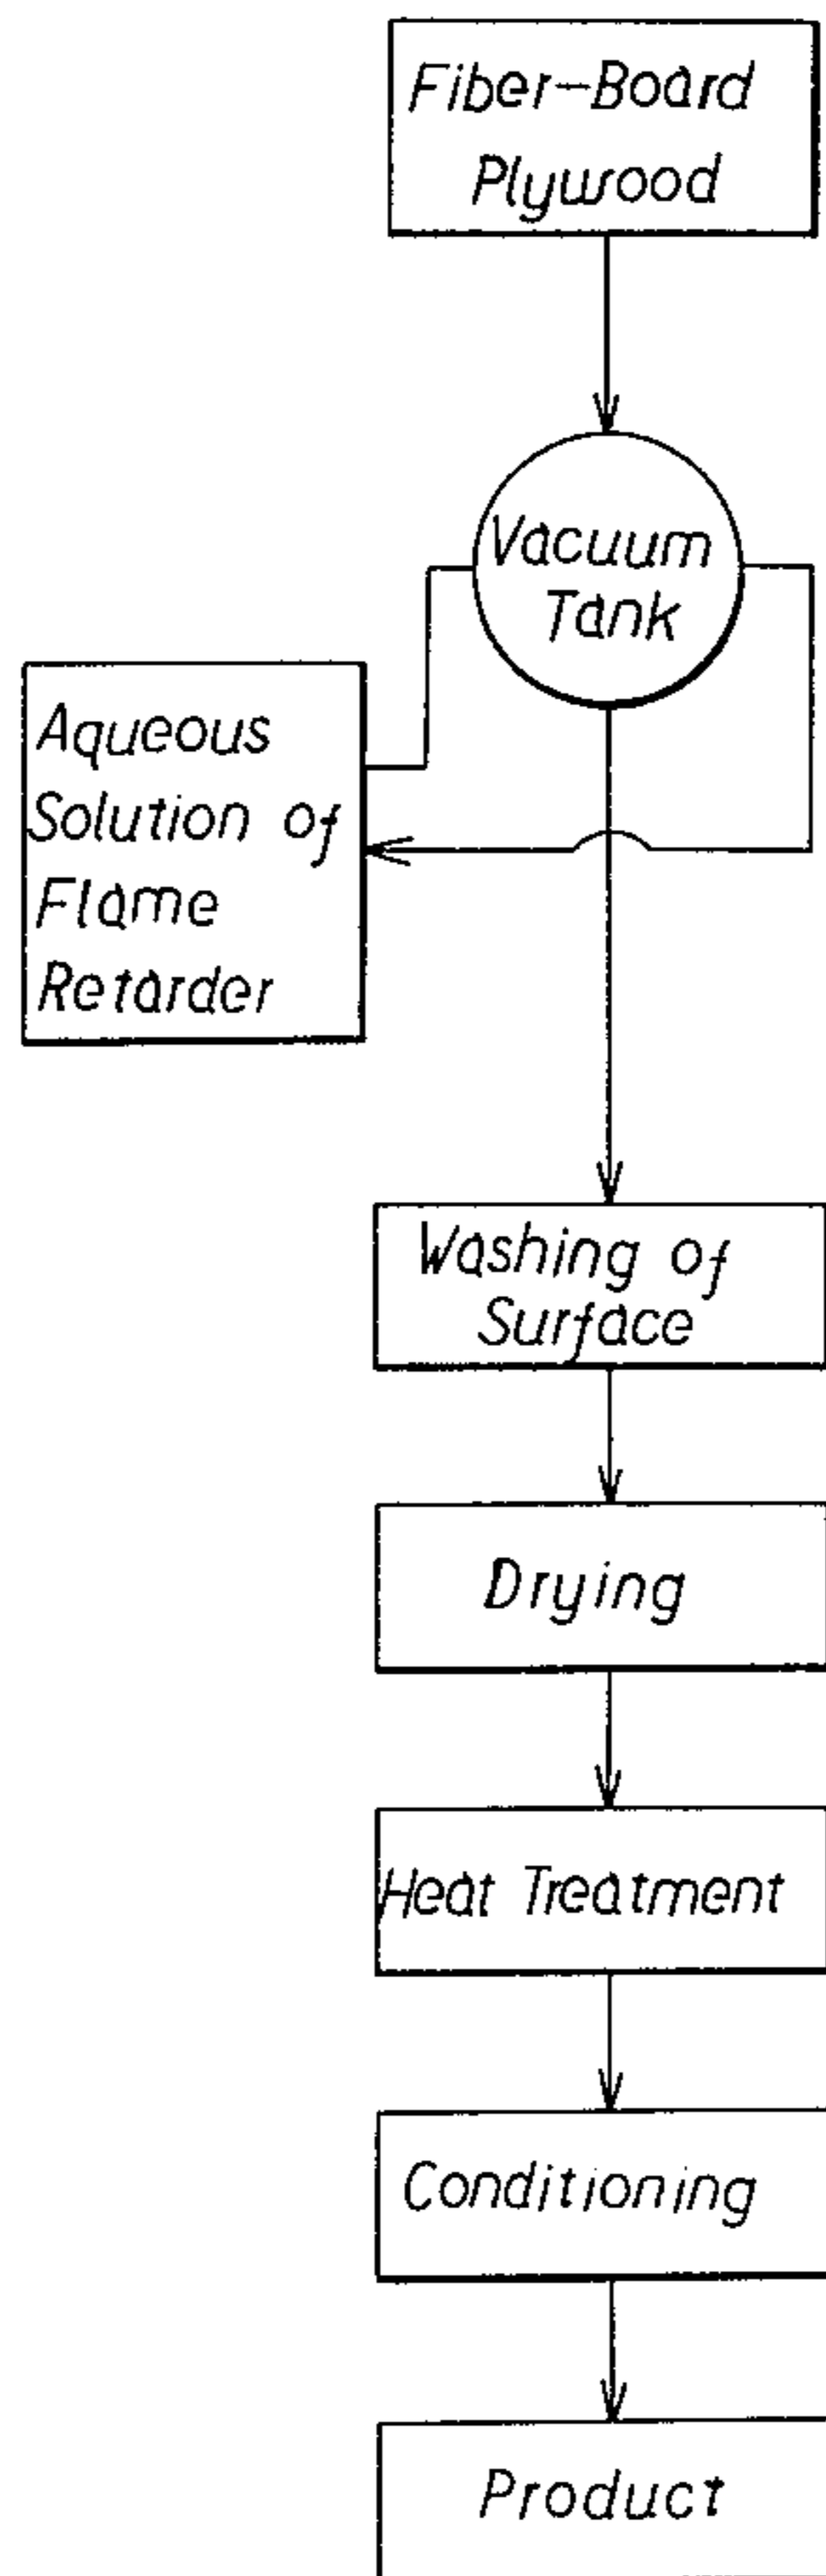 Fiber-Board
Plywood
Vacuum
Tank
Aqueous
Solution of
Flame
Retarder
Washing of
Surface
Drying
Heat Treatment
Conditioning
Product